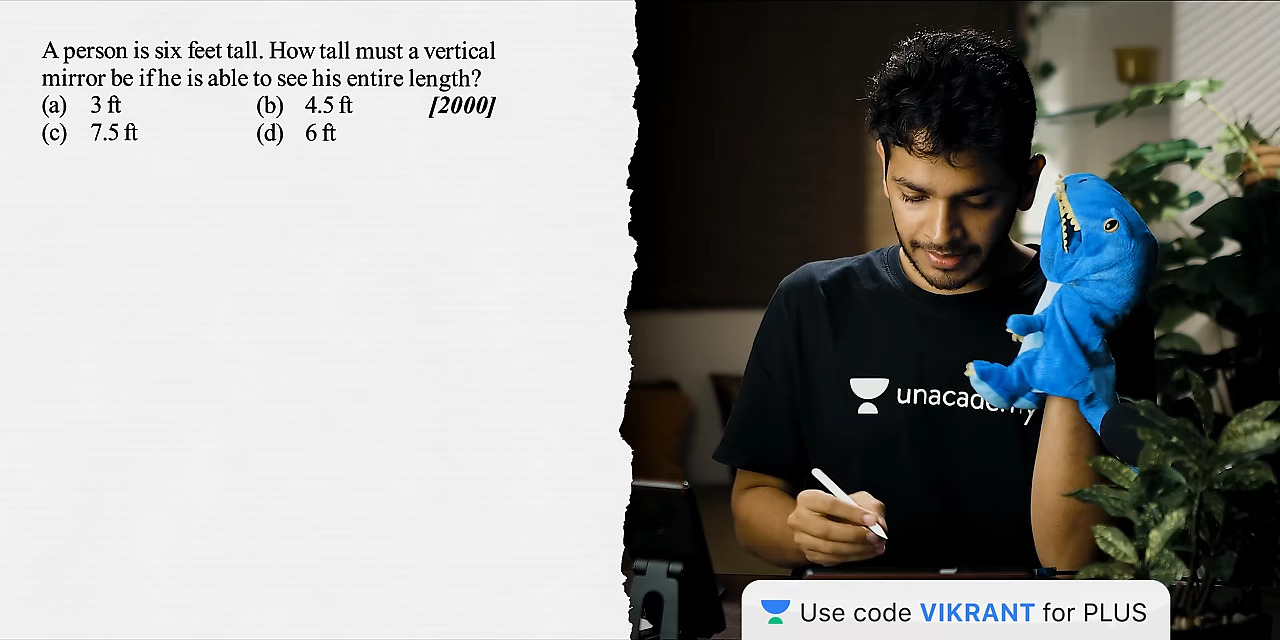 A person is six feet tall. How tall must a vertical
mirror be if he is able to see his entire length?
(a) 3 ft (b) 4.5 ft [2000]
(c) 7.5 ft (d) 6 ft
unacademy
Use code VIKRANT for PLUS